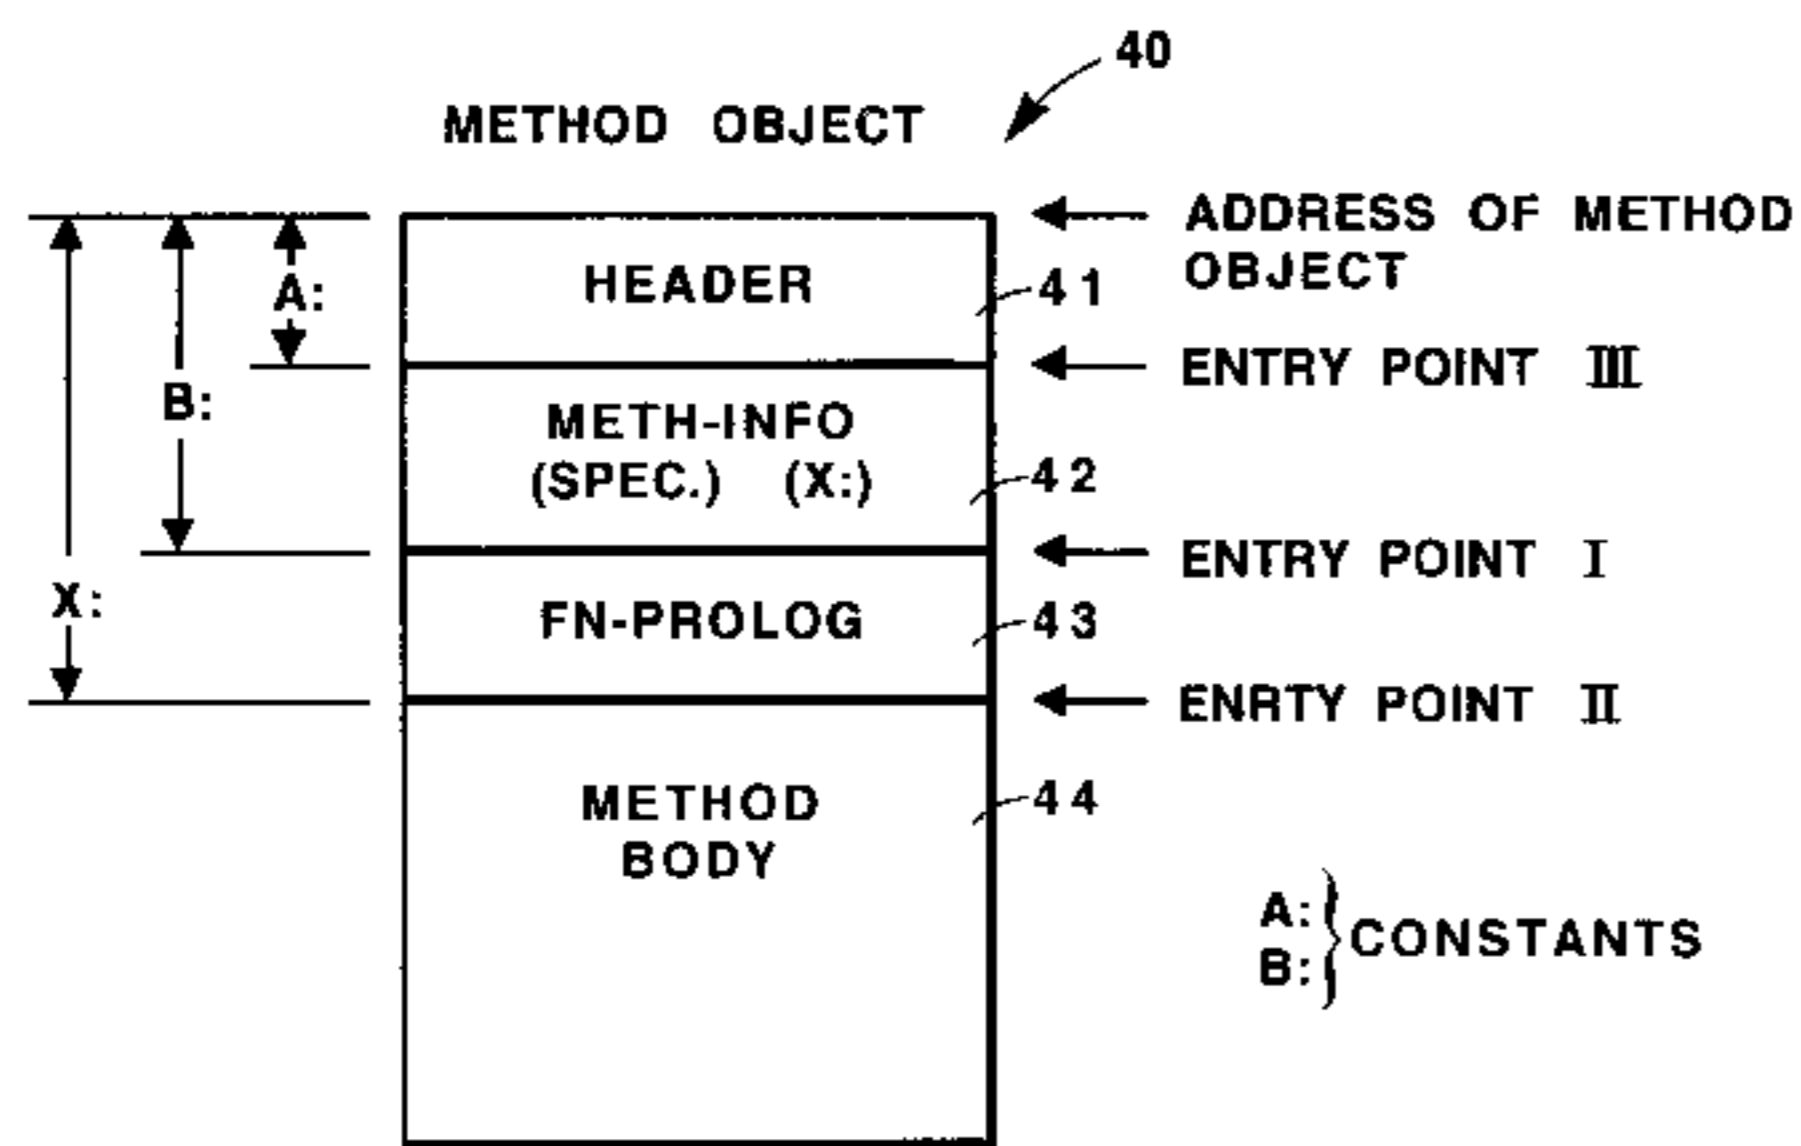 40
METHOD OBJECT
ADDRESS OF METHOD
OBJECT
HEADER
41
A:
ENTRY POINT III
B:
METH-INFO
(SPEC.) (X:)
42
ENTRY POINT I
X:
FN-PROLOG
43
ENRTY POINT II
METHOD
BODY
44
A:
B:
CONSTANTS